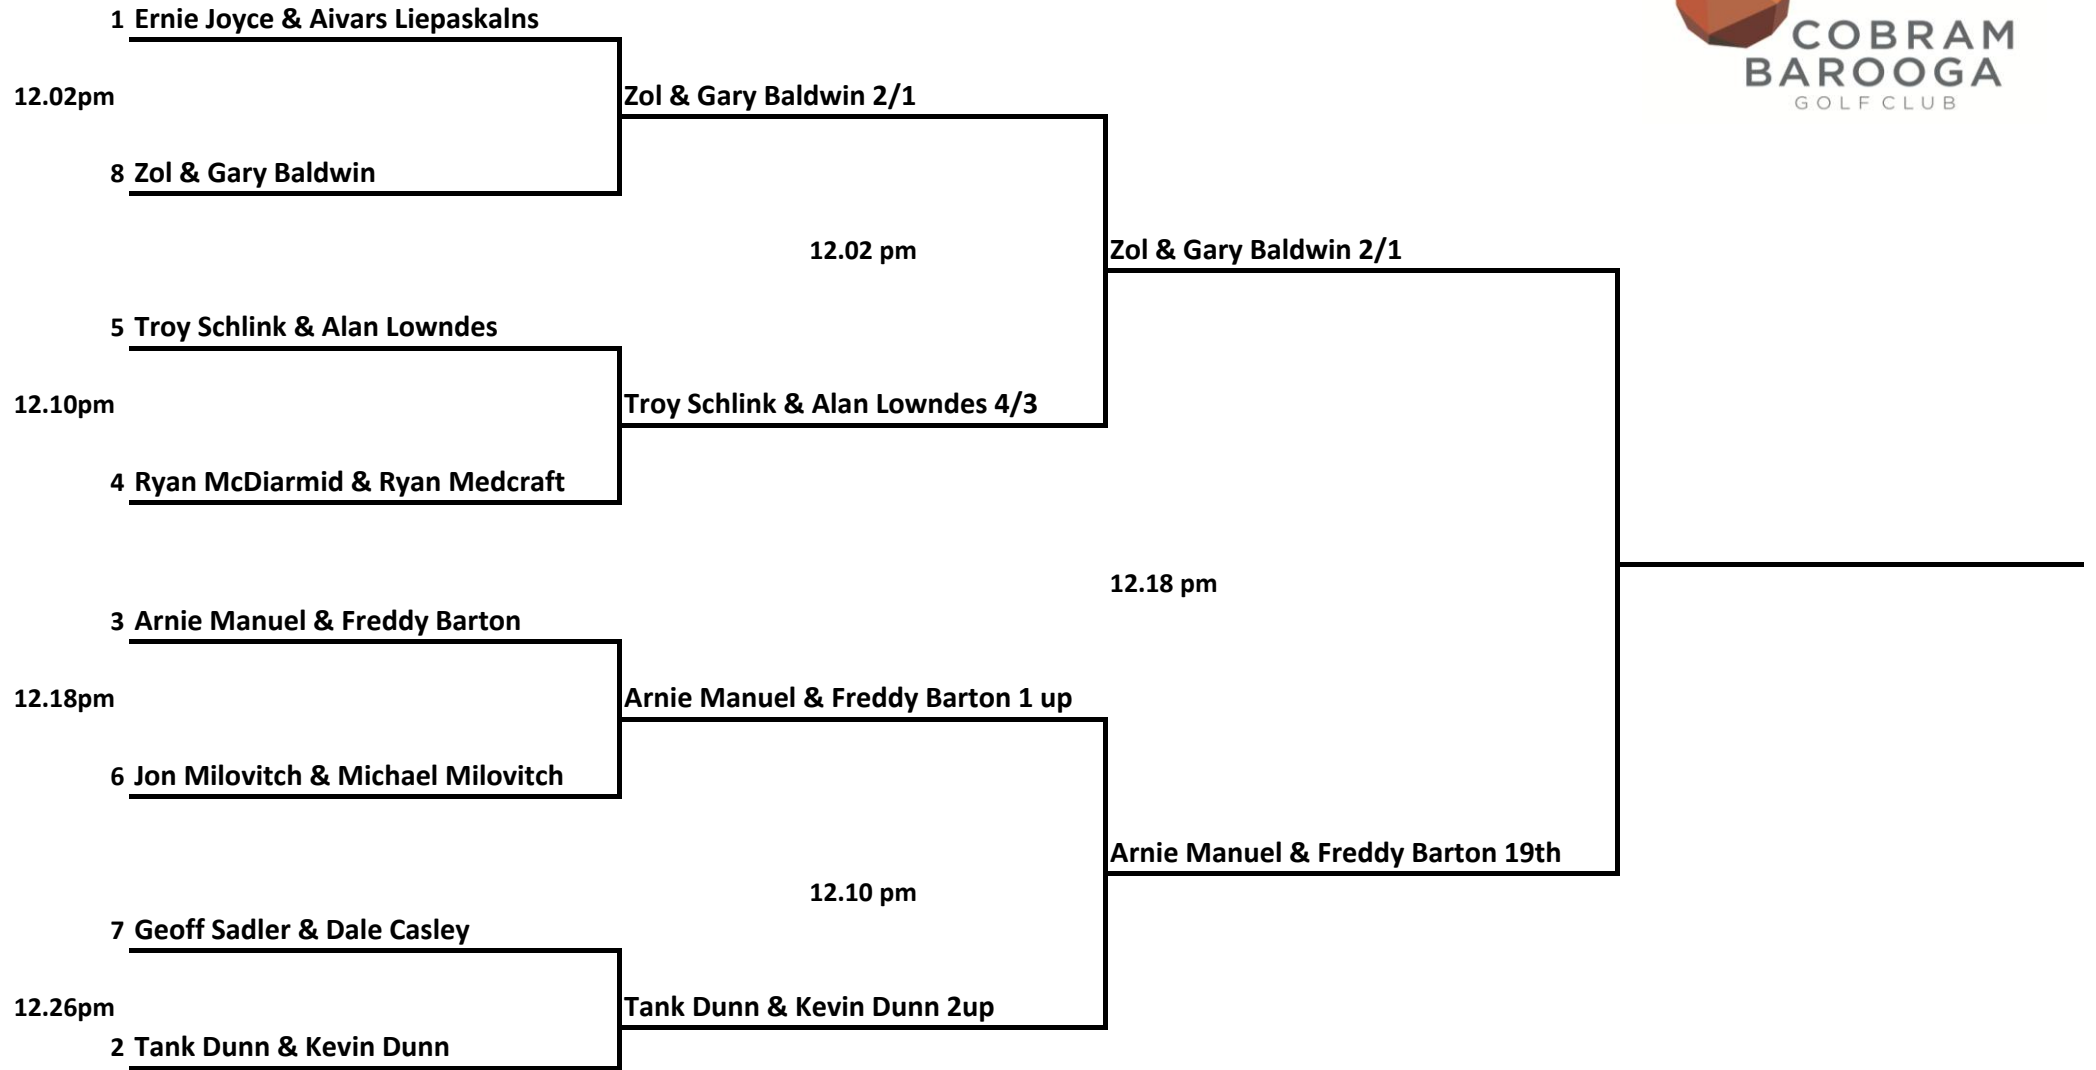 1 Ernie Joyce & Aivars Liepaskalns
COBRAM
BAROOGA
GOLF CLUB
12.02pm
Zol & Gary Baldwin 2/1
8 Zol & Gary Baldwin
12.02 pm
Zol & Gary Baldwin 2/1
5 Troy Schlink & Alan Lowndes
12.10pm
Troy Schlink & Alan Lowndes 4/3
4 Ryan McDiarmid & Ryan Medcraft
12.18 pm
3 Arnie Manuel & Freddy Barton
12.18pm
Arnie Manuel & Freddy Barton 1 up
6 Jon Milovitch & Michael Milovitch
Arnie Manuel & Freddy Barton 19th
12.10 pm
7 Geoff Sadler & Dale Casley
12.26pm
Tank Dunn & Kevin Dunn 2up
2 Tank Dunn & Kevin Dunn